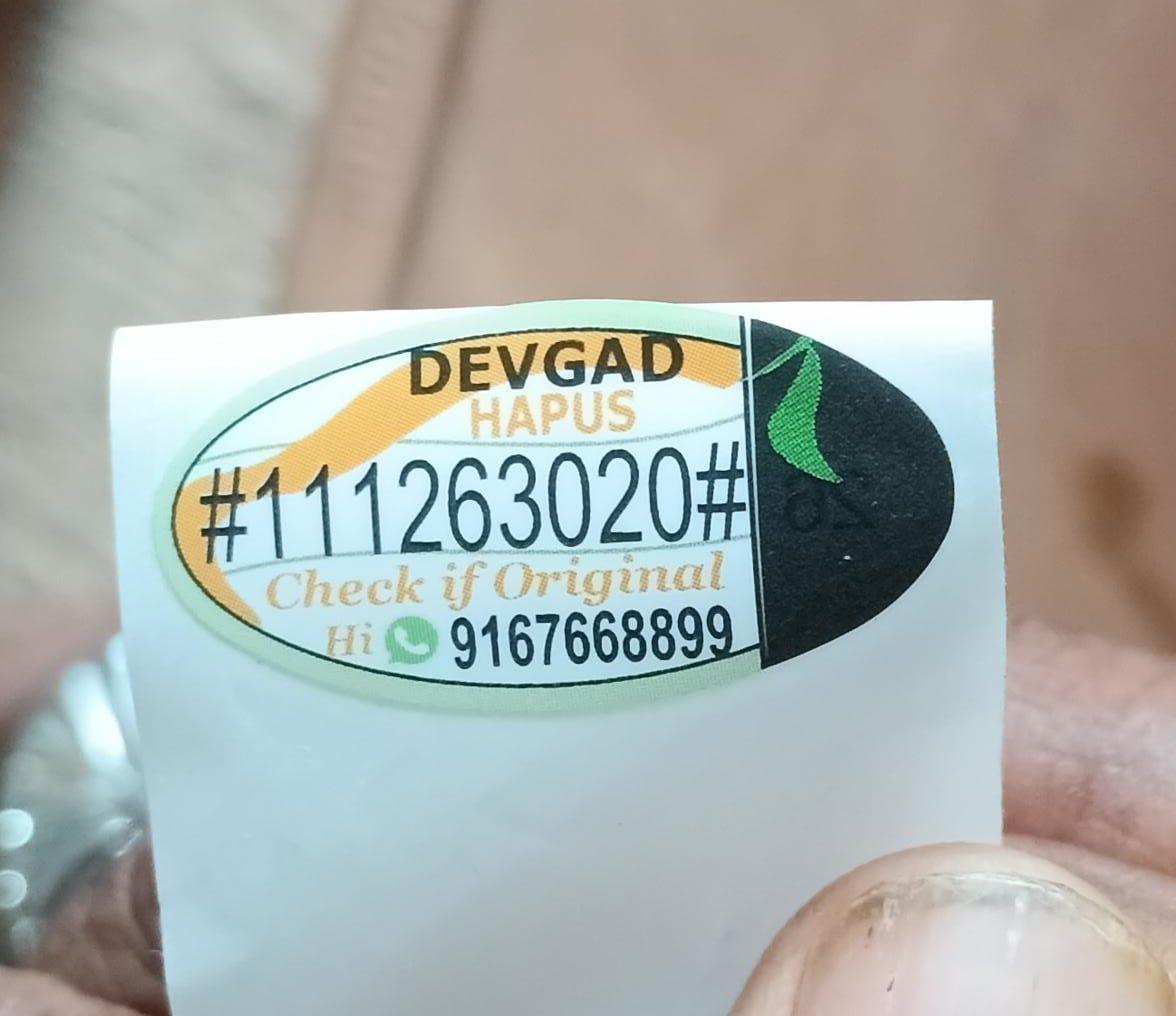 DEVGAD
HAPUS
#111263020#
Check if Original
Hi 9167668899